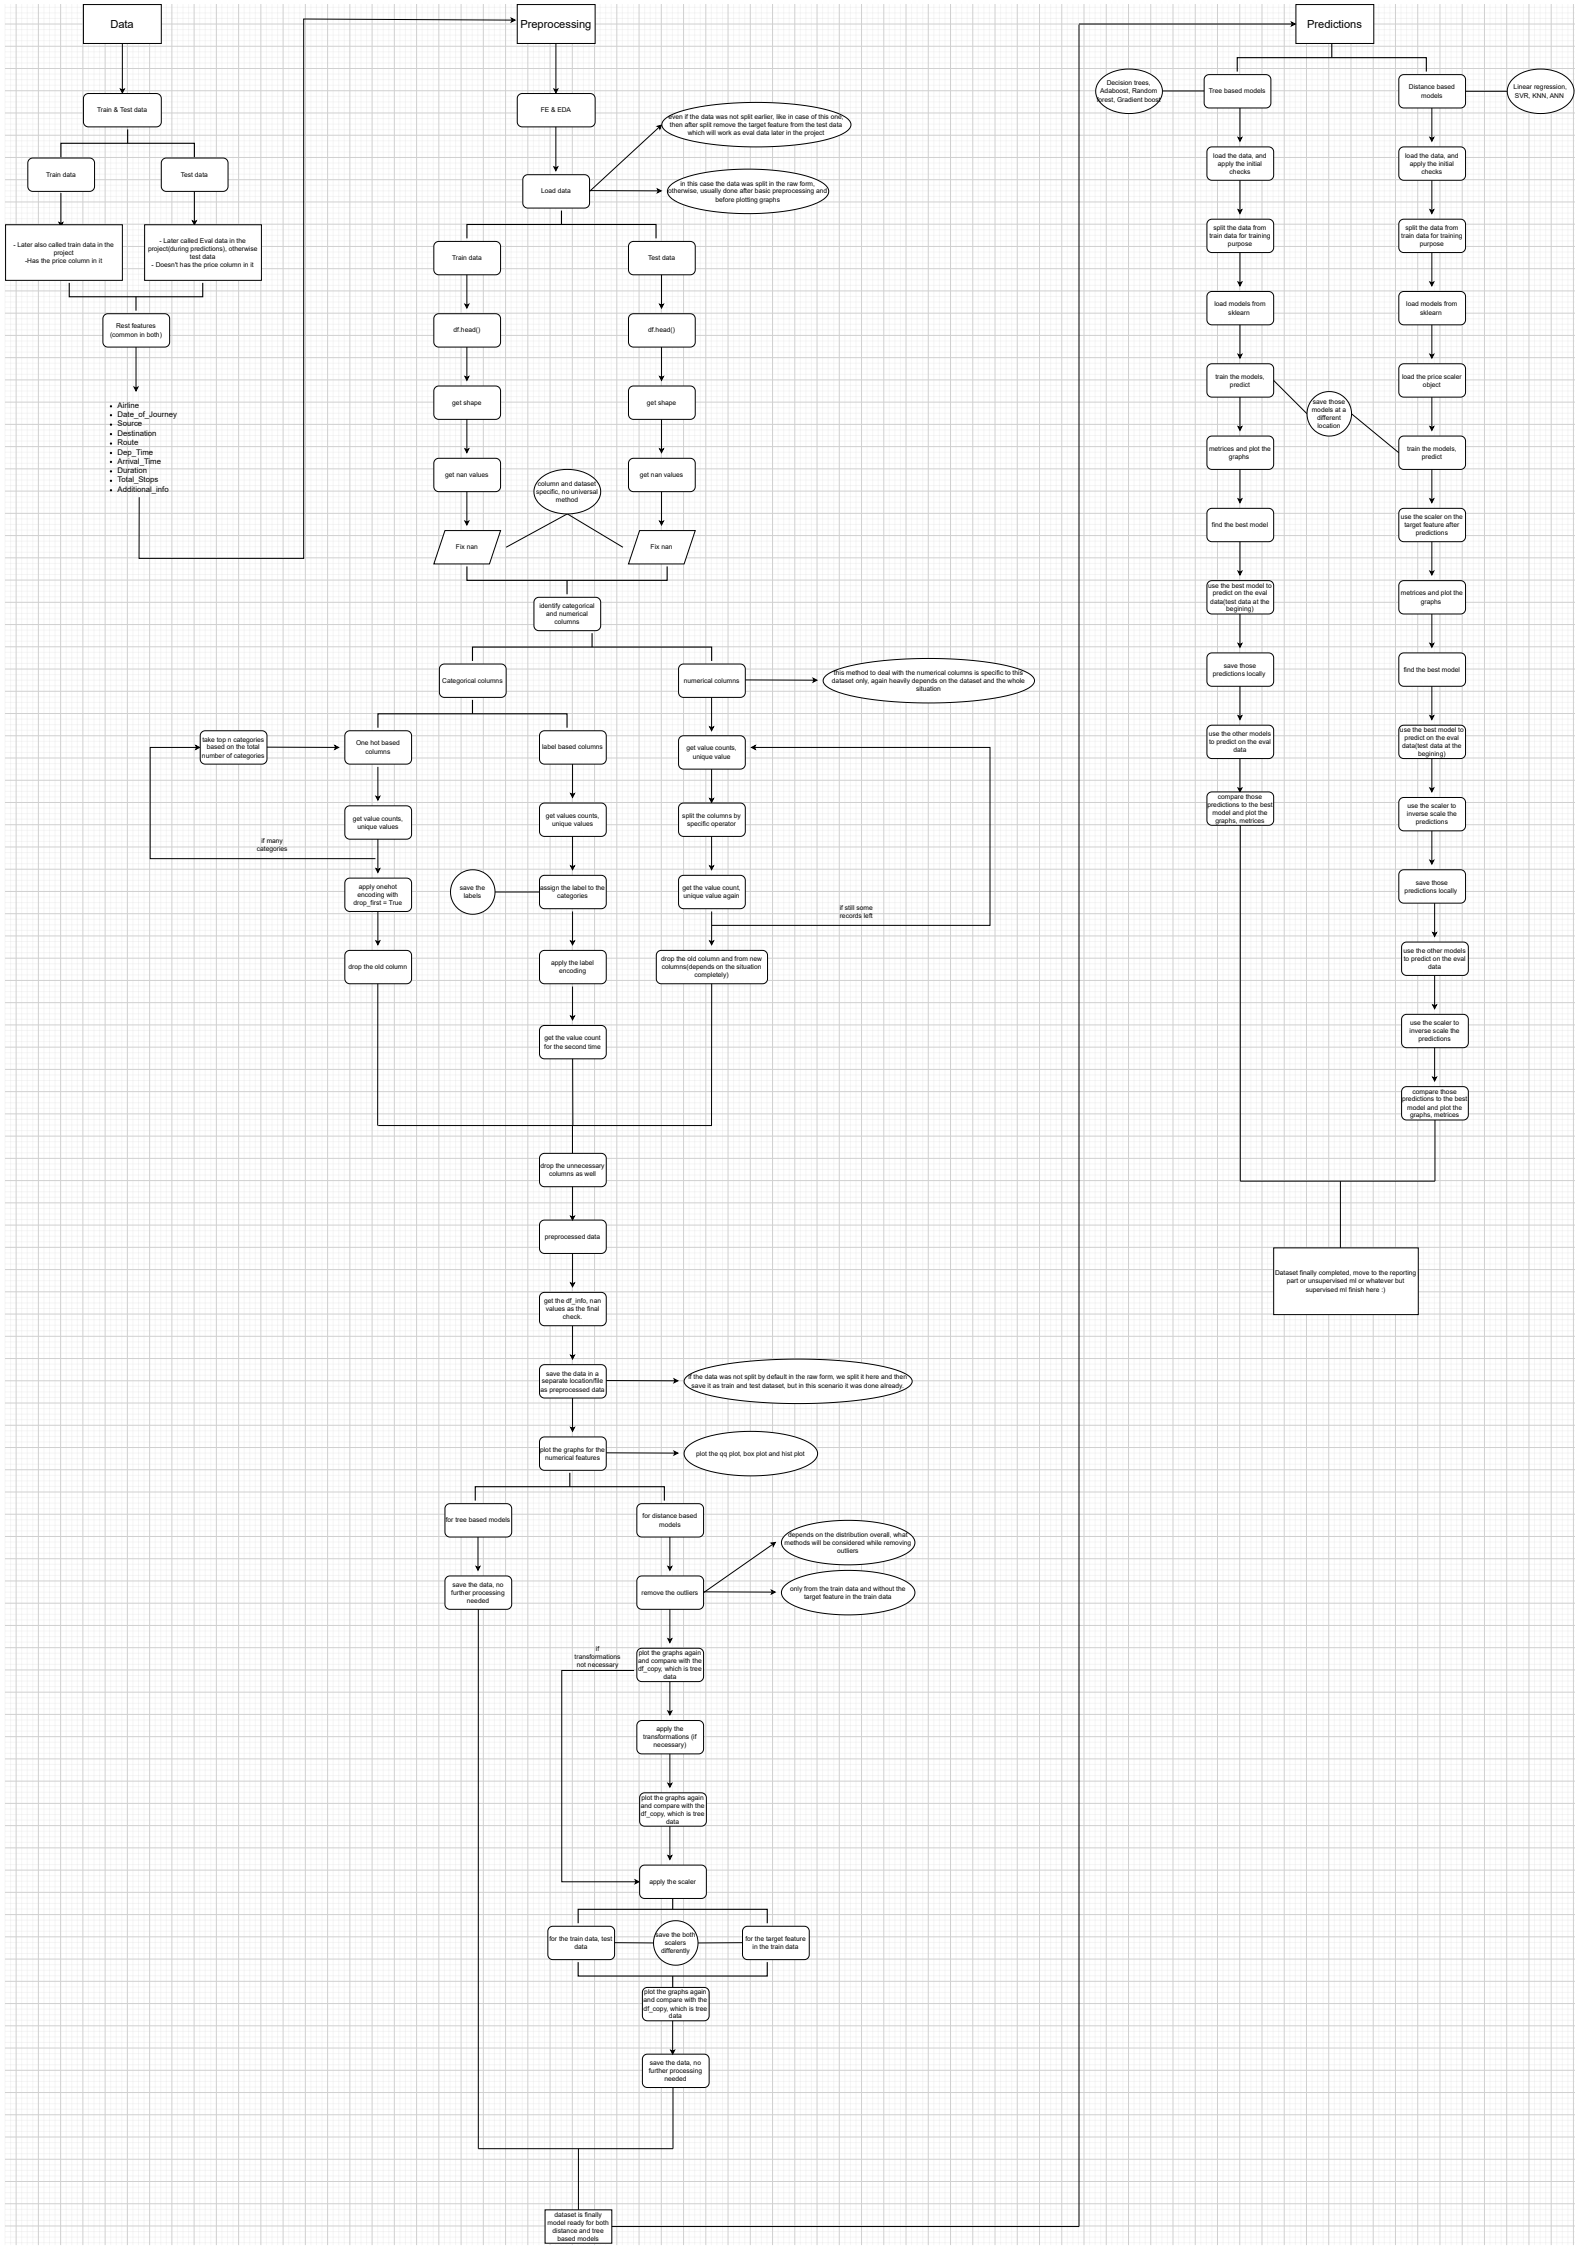 Data
Train & Test data
Train data
Test data
- Later also called train data in the
project
-Has the price column in it
- Later called Eval data in the
project(during predictions), otherwise
test data
- Doesn't has the price column in it
Rest features
(common in both)
Airline
Date_of_Journey
Source
Destination
Route
Dep_Time
Arrival_Time
Duration
Total_Stops
Additional_info
Preprocessing
FE & EDA
Load data
even if the data was not split earlier, like in case of this one,
then after split remove the target feature from the test data
which will work as eval data later in the project
in this case the data was split in the raw form,
otherwise, usually done after basic preprocessing and
before plotting graphs
Train data
df.head()
get shape
get nan values
Fix nan
Test data
df.head()
get shape
get nan values
Fix nan
column and dataset
specific, no universal
method
identify categorical
and numerical
columns
Categorical columns
numerical columns
this method to deal with the numerical columns is specific to this
dataset only, again heavily depends on the dataset and the whole
situation
take top n categories
based on the total
number of categories
One hot based
columns
get value counts,
unique values
if many
categories
apply onehot
encoding with
drop_first = True
drop the old column
label based columns
get values counts,
unique values
save the
labels
assign the label to the
categories
apply the label
encoding
get the value count
for the second time
get value counts,
unique value
split the columns by
specific operator
get the value count,
unique value again
if still some
records left
drop the old column and from new
columns(depends on the situation
completely)
drop the unnecessary
columns as well
preprocessed data
get the df_info, nan
values as the final
check.
save the data in a
separate location/file
as preprocessed data
if the data was not split by default in the raw form, we split it here and then
save it as train and test dataset, but in this scenario it was done already.
plot the graphs for the
numerical features
plot the qq plot, box plot and hist plot
for tree based models
save the data, no
further processing
needed
for distance based
models
remove the outliers
depends on the distribution overall, what
methods will be considered while removing
outliers
only from the train data and without the
target feature in the train data
if
transformations
not necessary
plot the graphs again
and compare with the
df_copy, which is tree
data
apply the
transformations (if
necessary)
plot the graphs again
and compare with the
df_copy, which is tree
data
apply the scaler
for the train data, test
data
save the both
scalers
differently
for the target feature
in the train data
plot the graphs again
and compare with the
df_copy, which is tree
data
save the data, no
further processing
needed
dataset is finally
model ready for both
distance and tree
based models
Predictions
Decision trees,
Adaboost, Random
forest, Gradient boost
Tree based models
load the data, and
apply the initial
checks
split the data from
train data for training
purpose
load models from
sklearn
train the models,
predict
metrices and plot the
graphs
find the best model
use the best model to
predict on the eval
data(test data at the
begining)
save those
predictions locally
use the other models
to predict on the eval
data
compare those
predictions to the best
model and plot the
graphs, metrices
save those
models at a
different
location
Distance based
models
Linear regression,
SVR, KNN, ANN
load the data, and
apply the initial
checks
split the data from
train data for training
purpose
load models from
sklearn
load the price scaler
object
train the models,
predict
use the scaler on the
target feature after
predictions
metrices and plot the
graphs
find the best model
use the best model to
predict on the eval
data(test data at the
begining)
use the scaler to
inverse scale the
predictions
save those
predictions locally
use the other models
to predict on the eval
data
use the scaler to
inverse scale the
predictions
compare those
predictions to the best
model and plot the
graphs, metrices
Dataset finally completed, move to the reporting
part or unsupervised ml or whatever but
supervised ml finish here :)